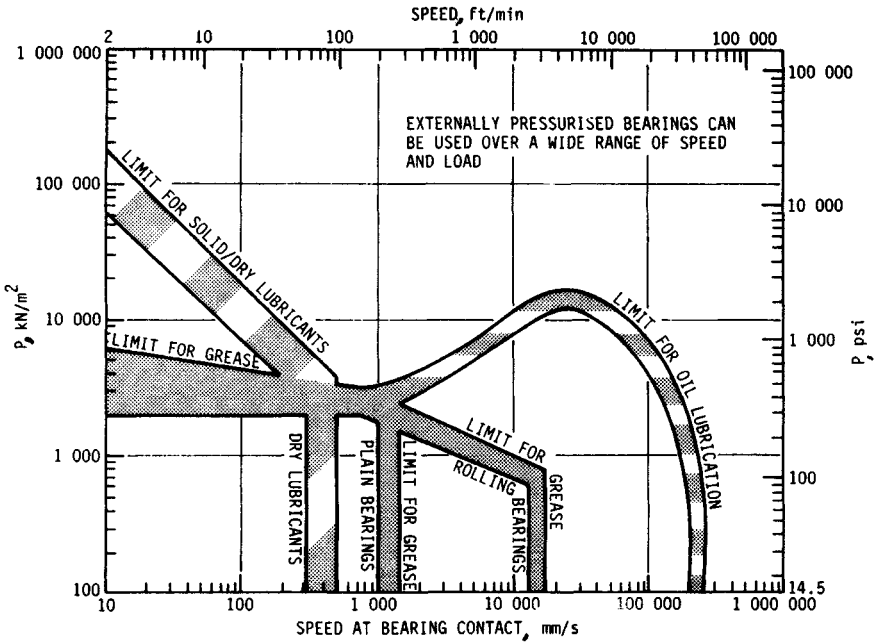 SPEED, ft/min
2 10 100 1 000 10 000 100 000
1 000 000
100 000
10 000
1 000
100
P, kN/m²
100 000
10 000
1 000
100
14.5
P, psi
EXTERNALLY PRESSURISED BEARINGS CAN
BE USED OVER A WIDE RANGE OF SPEED
AND LOAD
LIMIT FOR SOLID/DRY LUBRICANTS
LIMIT FOR GREASE
LIMIT FOR OIL LUBRICATION
DRY LUBRICANTS
PLAIN BEARINGS
LIMIT FOR GREASE
LIMIT FOR
GREASE
ROLLING
BEARINGS
10 100 1 000 10 000 100 000 1 000 000
SPEED AT BEARING CONTACT, mm/s